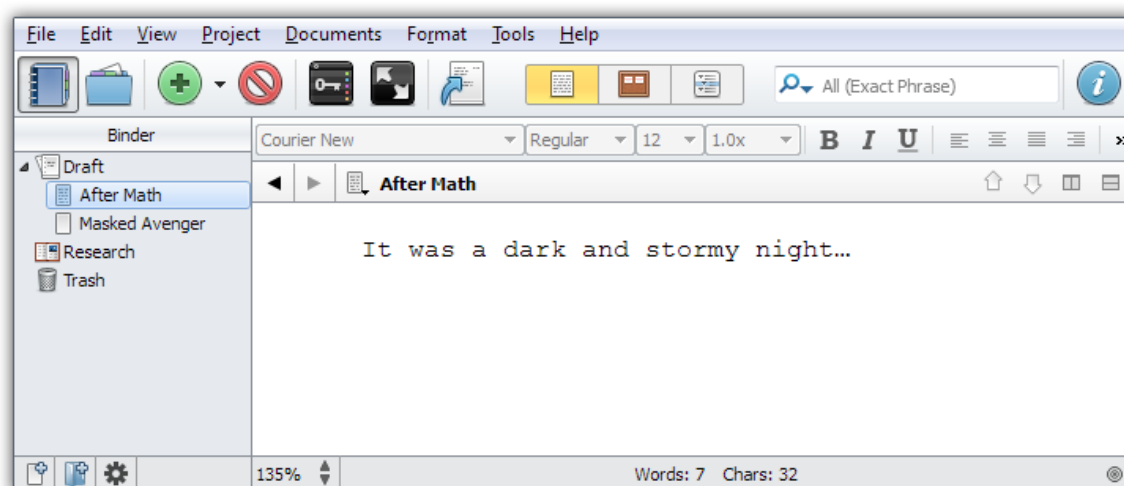 File Edit View Project Documents Format Tools Help
All (Exact Phrase)
Binder
Courier New Regular 12 1.0x B I U »
Draft
After Math
After Math
Masked Avenger
It was a dark and stormy night…
Research
Trash
135% Words: 7 Chars: 32